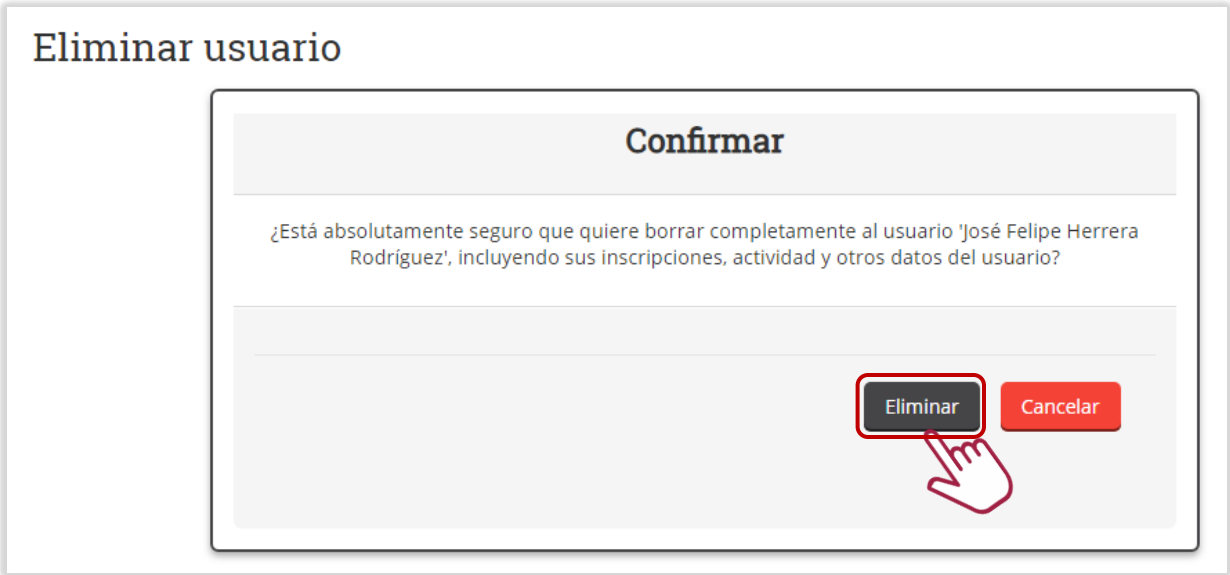 Eliminar usuario
Confirmar
¿Está absolutamente seguro que quiere borrar completamente al usuario 'José Felipe Herrera
Rodríguez', incluyendo sus inscripciones, actividad y otros datos del usuario?
Eliminar
Cancelar